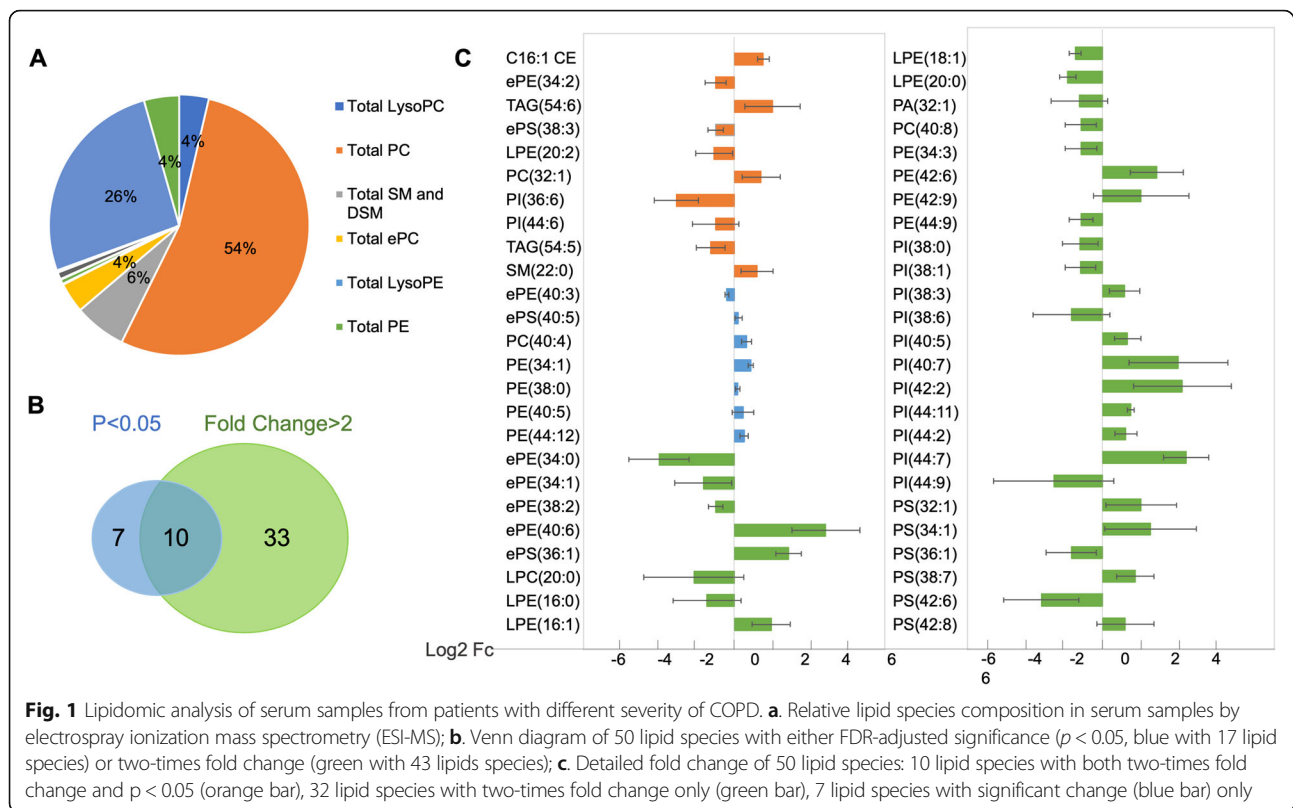 A
Total LysoPC
Total PC
Total SM and
DSM
Total ePC
Total LysoPE
Total PE
4%
54%
6%
4%
26%
4%
B
P<0.05
Fold Change>2
7
10
33
C
C16:1 CE
ePE(34:2)
TAG(54:6)
ePS(38:3)
LPE(20:2)
PC(32:1)
PI(36:6)
PI(44:6)
TAG(54:5)
SM(22:0)
ePE(40:3)
ePS(40:5)
PC(40:4)
PE(34:1)
PE(38:0)
PE(40:5)
PE(44:12)
ePE(34:0)
ePE(34:1)
ePE(38:2)
ePE(40:6)
ePS(36:1)
LPC(20:0)
LPE(16:0)
LPE(16:1)
Log2 Fc
-6 -4 -2 0 2 4 6
LPE(18:1)
LPE(20:0)
PA(32:1)
PC(40:8)
PE(34:3)
PE(42:6)
PE(42:9)
PE(44:9)
PI(38:0)
PI(38:1)
PI(38:3)
PI(38:6)
PI(40:5)
PI(40:7)
PI(42:2)
PI(44:11)
PI(44:2)
PI(44:7)
PI(44:9)
PS(32:1)
PS(34:1)
PS(36:1)
PS(38:7)
PS(42:6)
PS(42:8)
-6 -4 -2 0 2 4
6
Fig. 1 Lipidomic analysis of serum samples from patients with different severity of COPD. a. Relative lipid species composition in serum samples by
electrospray ionization mass spectrometry (ESI-MS); b. Venn diagram of 50 lipid species with either FDR-adjusted significance (p < 0.05, blue with 17 lipid
species) or two-times fold change (green with 43 lipids species); c. Detailed fold change of 50 lipid species: 10 lipid species with both two-times fold
change and p < 0.05 (orange bar), 32 lipid species with two-times fold change only (green bar), 7 lipid species with significant change (blue bar) only